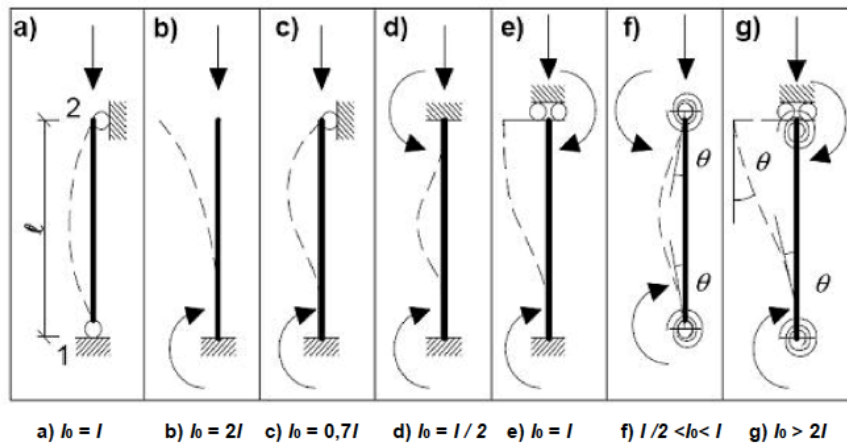 a) b) c) d) e) f) g)
2
θ θ
ℓ
θ θ
1
a) l₀ = l b) l₀ = 2l c) l₀ = 0,7l d) l₀ = l / 2 e) l₀ = l f) l /2 <l₀< l g) l₀ > 2l